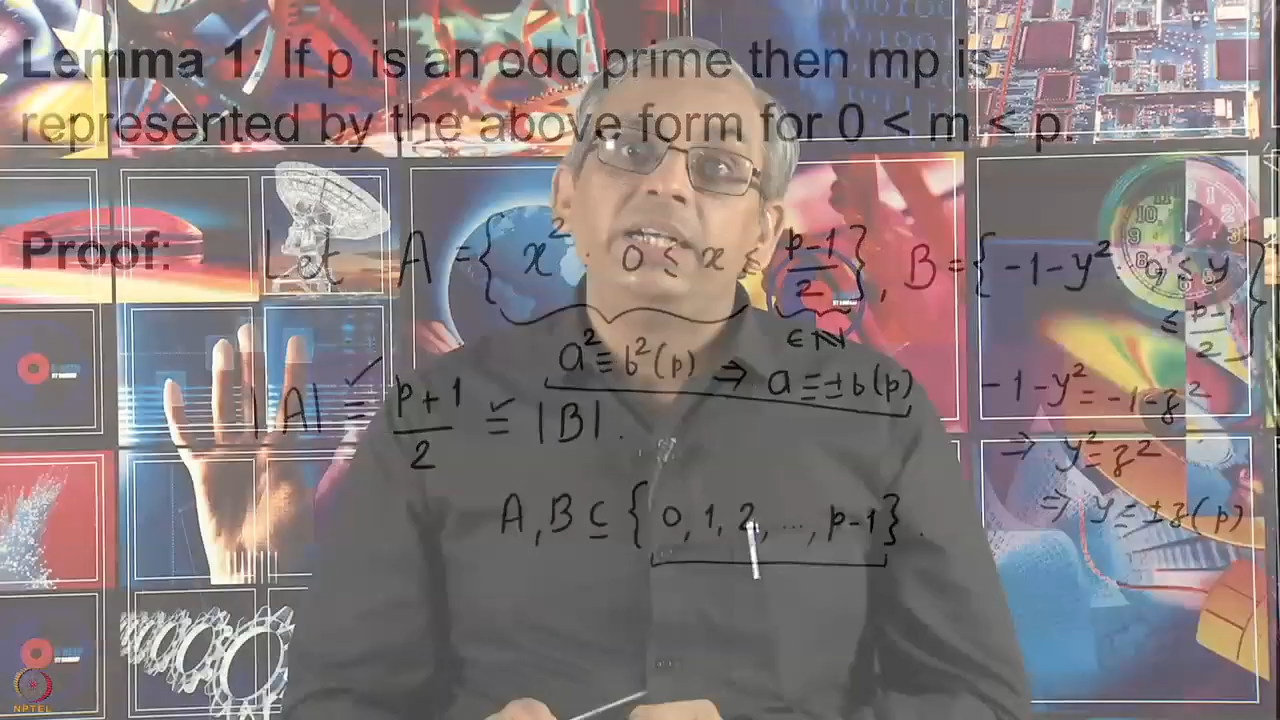 Lemma 1: If p is an odd prime then mp is
represented by the above form for 0 < m < p.
Proof: Let A = { x² : 0 ≤ x ≤ (p-1)/2 }, B = { -1-y² : 0 ≤ y ≤ (p-1)/2 }
∈ ℕ
a² ≡ b² (p) ⇒ a ≡ ±b (p)
|A| = (p+1)/2 = |B|.
-1-y² = -1-z²
⇒ y² = z²
⇒ y ≡ ±z (p)
A, B ⊆ { 0, 1, 2, ..., p-1 }.
NPTEL